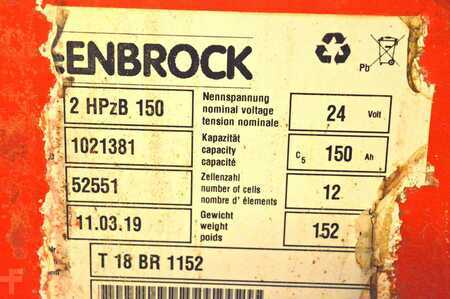 ENBROCK
Pb
2 HPzB 150
Nennspannung
nominal voltage
tension nominale
24 Volt
1021381
Kapazität
capacity
capacité
C5 150 Ah
52551
Zellenzahl
number of cells
nombre d' élements
12
11.03.19
Gewicht
weight
poids
152
T 18 BR 1152